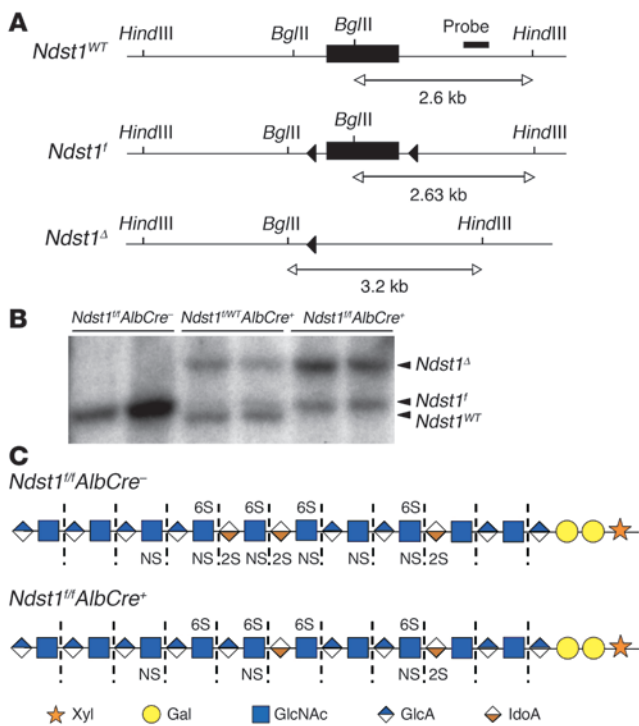 A
Ndst1WT HindIII BglII BglII Probe HindIII
2.6 kb
Ndst1f HindIII BglII BglII HindIII
2.63 kb
Ndst1Δ HindIII BglII HindIII
3.2 kb
B
Ndst1f/fAlbCre− Ndst1f/WTAlbCre+ Ndst1f/fAlbCre+
Ndst1Δ
Ndst1f
Ndst1WT
C
Ndst1f/fAlbCre−
6S 6S 6S 6S
NS NS 2S NS 2S NS NS NS 2S
Ndst1f/fAlbCre+
6S 6S 6S 6S
NS NS NS 2S
Xyl Gal GlcNAc GlcA IdoA